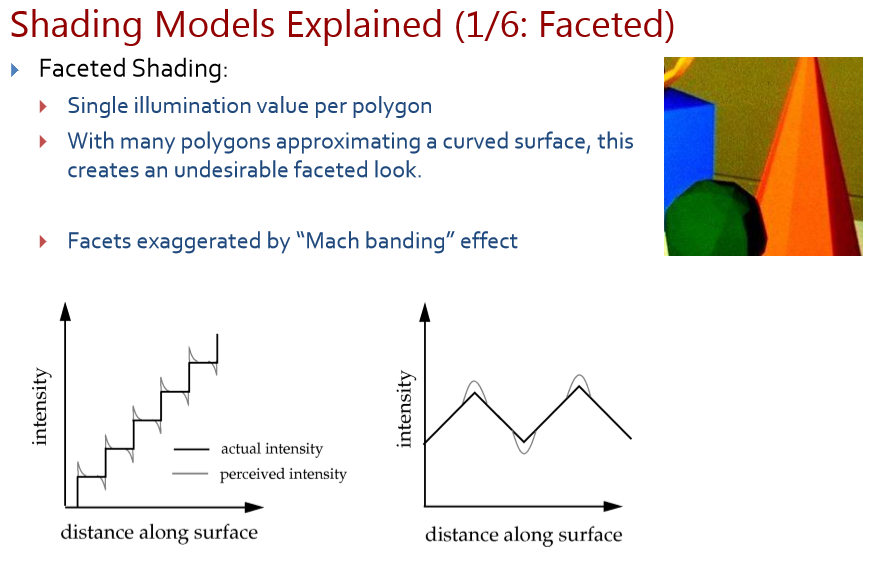 Shading Models Explained (1/6: Faceted)
Faceted Shading:
Single illumination value per polygon
With many polygons approximating a curved surface, this
creates an undesirable faceted look.
Facets exaggerated by “Mach banding” effect
intensity
actual intensity
perceived intensity
distance along surface
intensity
distance along surface